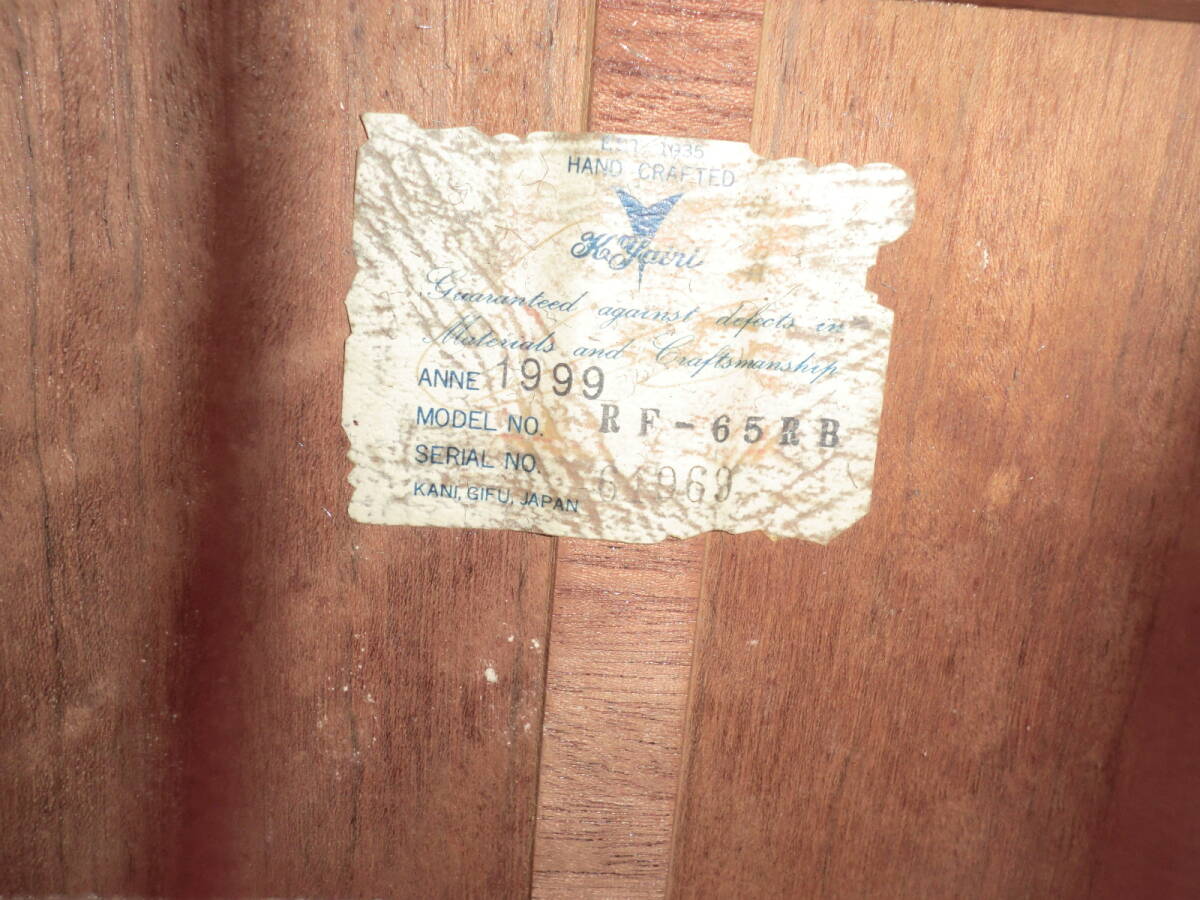 EST. 1935
HAND CRAFTED
K.Yairi
Guaranteed against defects in
Materials and Craftsmanship
ANNE 1999
MODEL NO. RF-65RB
SERIAL NO. 61969
KANI, GIFU, JAPAN